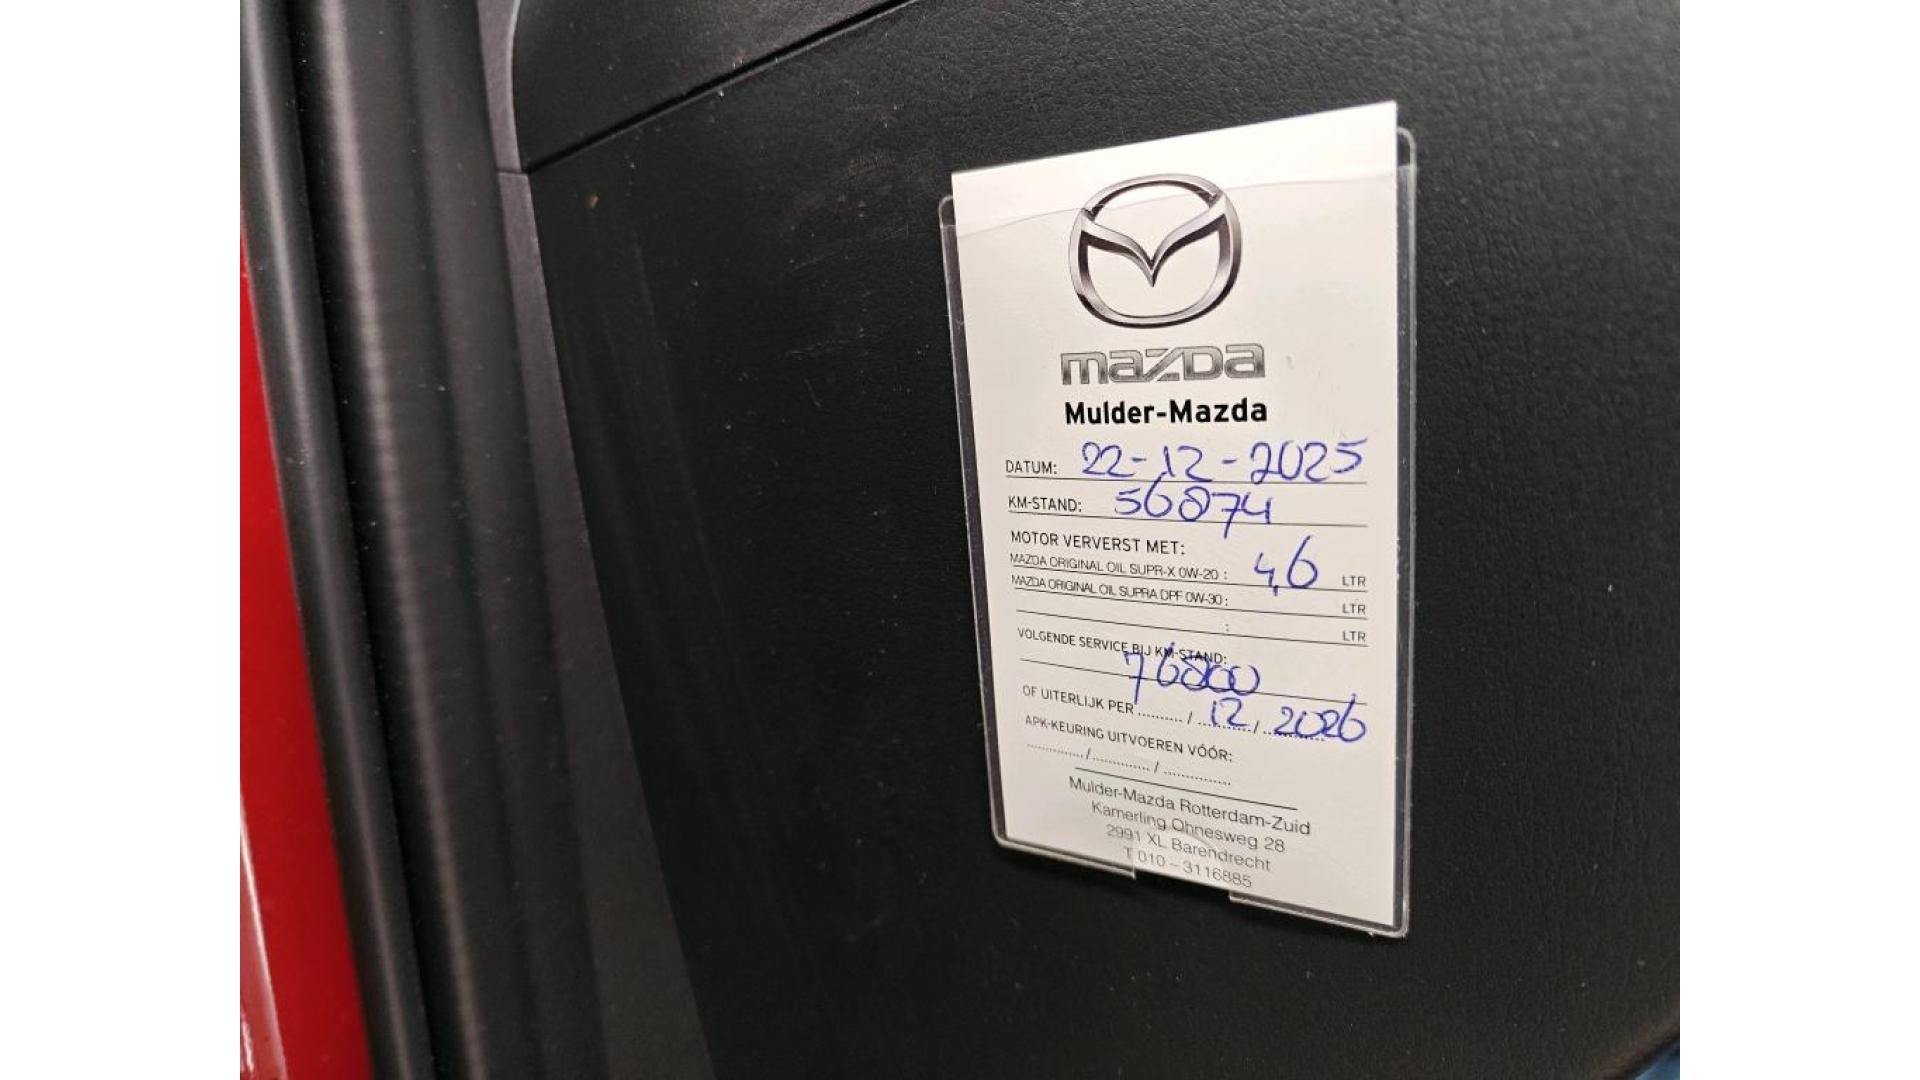 mazda
Mulder-Mazda
DATUM: 22-12-2025
KM-STAND: 56874
MOTOR VERVERST MET:
MAZDA ORIGINAL OIL SUPR-X 0W-20 : 4,6 LTR
MAZDA ORIGINAL OIL SUPRA DPF 0W-30 : LTR
: LTR
VOLGENDE SERVICE BIJ KM-STAND:
76800
OF UITERLIJK PER ........../..12../..2026
APK-KEURING UITVOEREN VÓÓR:
............../............../................
Mulder-Mazda Rotterdam-Zuid
Kamerling Ohnesweg 28
2991 XL Barendrecht
T 010 – 3116885